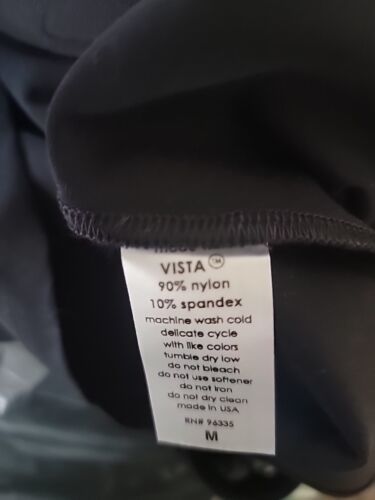 VISTA™
90% nylon
10% spandex
machine wash cold
delicate cycle
with like colors
tumble dry low
do not bleach
do not use softener
do not iron
do not dry clean
made in USA
RN# 96335
M